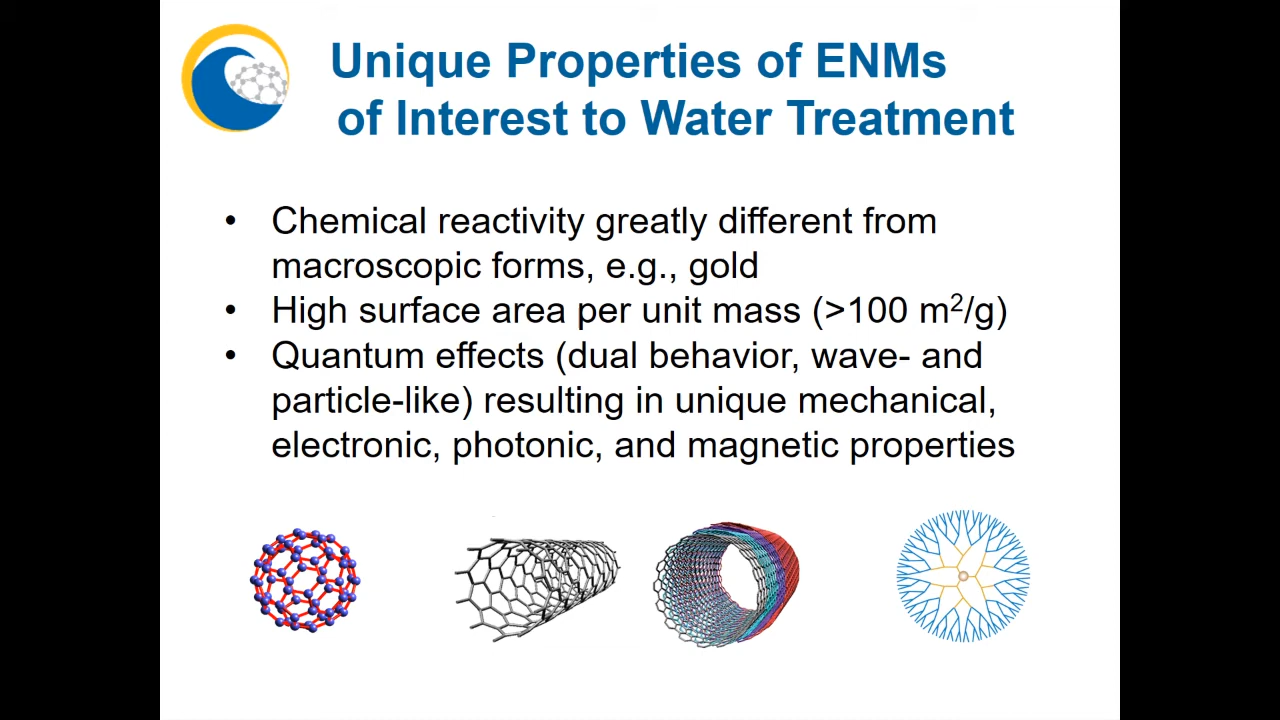 Unique Properties of ENMs
of Interest to Water Treatment
• Chemical reactivity greatly different from
macroscopic forms, e.g., gold
• High surface area per unit mass (>100 m²/g)
• Quantum effects (dual behavior, wave- and
particle-like) resulting in unique mechanical,
electronic, photonic, and magnetic properties